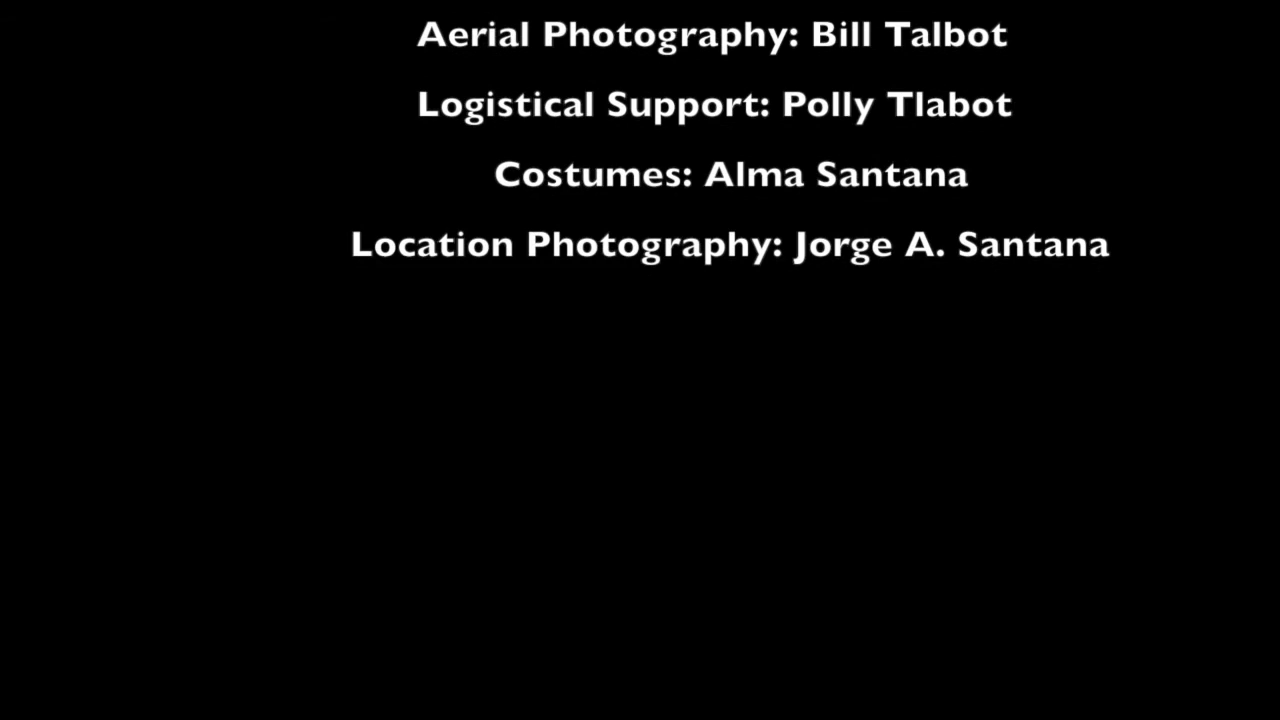 Aerial Photography: Bill Talbot
Logistical Support: Polly Tlabot
Costumes: Alma Santana
Location Photography: Jorge A. Santana